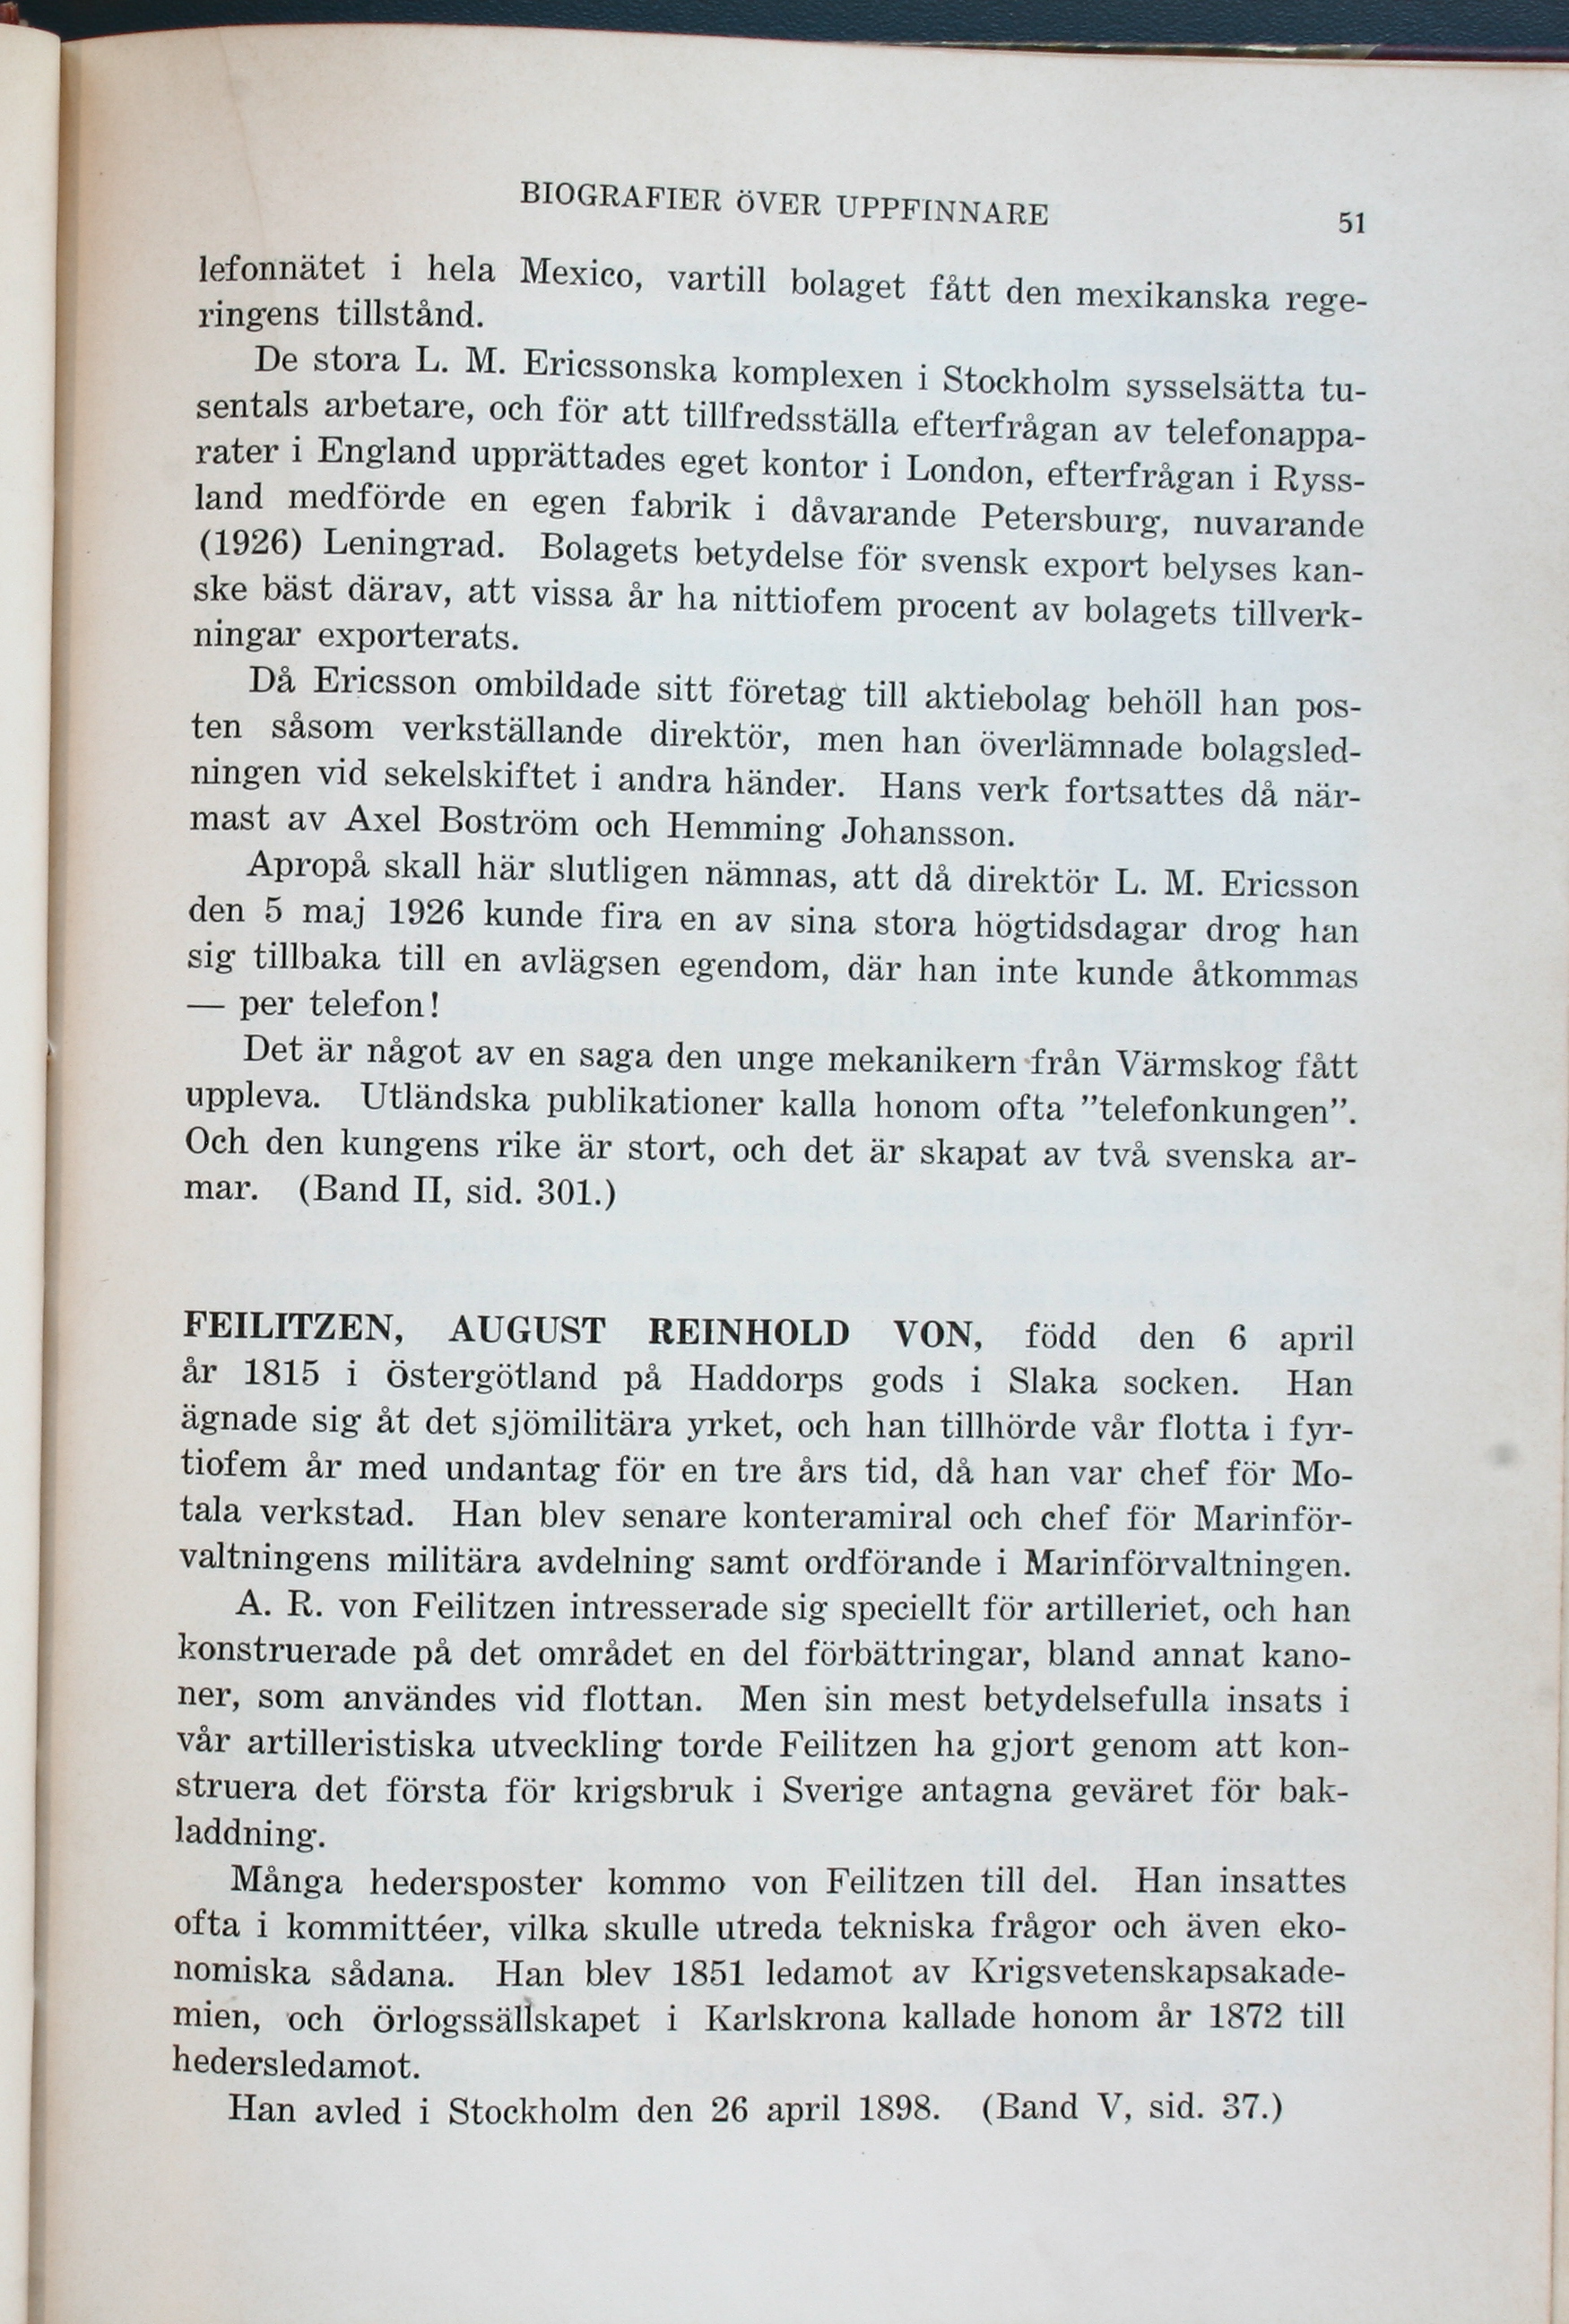 BIOGRAFIER ÖVER UPPFINNARE 51
lefonnätet i hela Mexico, vartill bolaget fått den mexikanska rege-
ringens tillstånd.
De stora L. M. Ericssonska komplexen i Stockholm sysselsätta tu-
sentals arbetare, och för att tillfredsställa efterfrågan av telefonappa-
rater i England upprättades eget kontor i London, efterfrågan i Ryss-
land medförde en egen fabrik i dåvarande Petersburg, nuvarande
(1926) Leningrad. Bolagets betydelse för svensk export belyses kan-
ske bäst därav, att vissa år ha nittiofem procent av bolagets tillverk-
ningar exporterats.
Då Ericsson ombildade sitt företag till aktiebolag behöll han pos-
ten såsom verkställande direktör, men han överlämnade bolagsled-
ningen vid sekelskiftet i andra händer. Hans verk fortsattes då när-
mast av Axel Boström och Hemming Johansson.
Apropå skall här slutligen nämnas, att då direktör L. M. Ericsson
den 5 maj 1926 kunde fira en av sina stora högtidsdagar drog han
sig tillbaka till en avlägsen egendom, där han inte kunde åtkommas
— per telefon!
Det är något av en saga den unge mekanikern från Värmskog fått
uppleva. Utländska publikationer kalla honom ofta ”telefonkungen”.
Och den kungens rike är stort, och det är skapat av två svenska ar-
mar. (Band II, sid. 301.)
FEILITZEN, AUGUST REINHOLD VON, född den 6 april
år 1815 i Östergötland på Haddorps gods i Slaka socken. Han
ägnade sig åt det sjömilitära yrket, och han tillhörde vår flotta i fyr-
tiofem år med undantag för en tre års tid, då han var chef för Mo-
tala verkstad. Han blev senare konteramiral och chef för Marinför-
valtningens militära avdelning samt ordförande i Marinförvaltningen.
A. R. von Feilitzen intresserade sig speciellt för artilleriet, och han
konstruerade på det området en del förbättringar, bland annat kano-
ner, som användes vid flottan. Men sin mest betydelsefulla insats i
vår artilleristiska utveckling torde Feilitzen ha gjort genom att kon-
struera det första för krigsbruk i Sverige antagna geväret för bak-
laddning.
Många hedersposter kommo von Feilitzen till del. Han insattes
ofta i kommittéer, vilka skulle utreda tekniska frågor och även eko-
nomiska sådana. Han blev 1851 ledamot av Krigsvetenskapsakade-
mien, och Örlogssällskapet i Karlskrona kallade honom år 1872 till
hedersledamot.
Han avled i Stockholm den 26 april 1898. (Band V, sid. 37.)